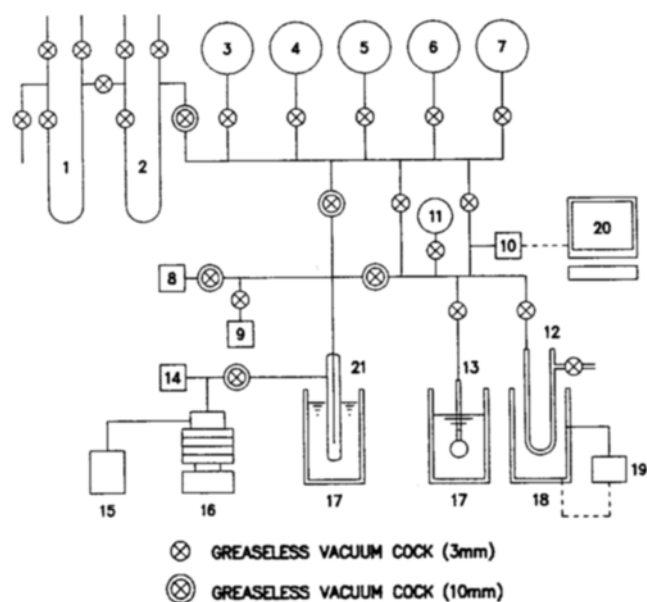 3 4 5 6 7
1 2
11
10 20
8
9 12
14 21 13
19
15 16 17 17 18
GREASELESS VACUUM COCK (3mm)
GREASELESS VACUUM COCK (10mm)